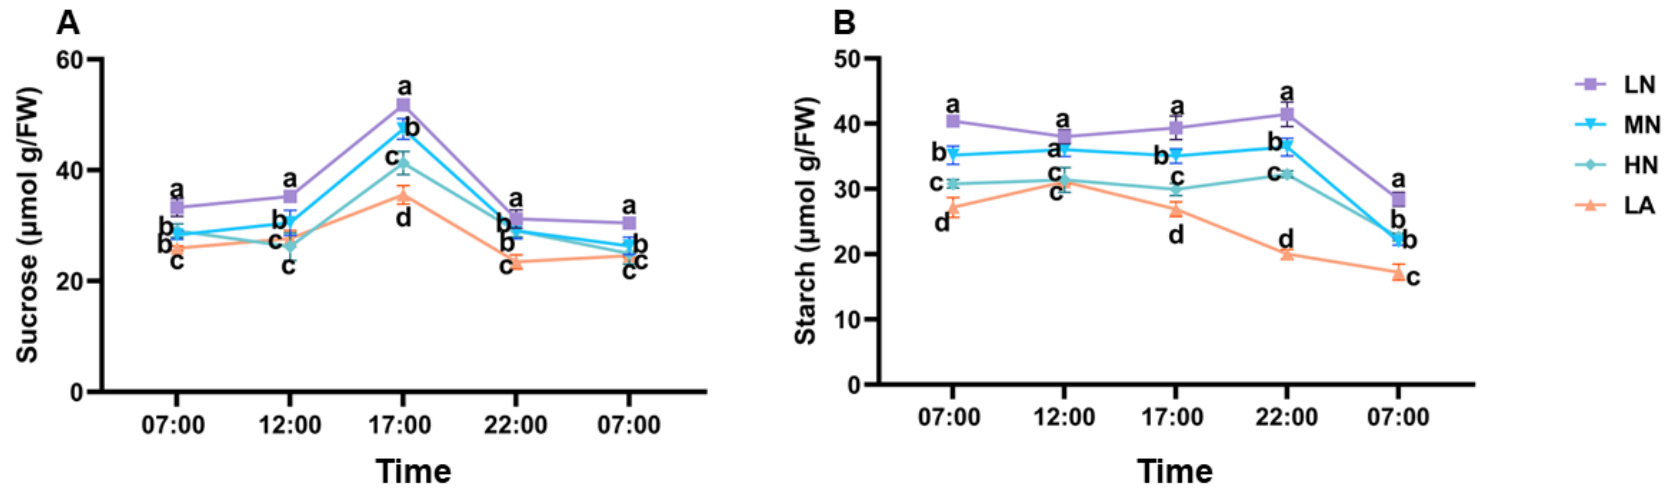 A
B
Sucrose (μmol g/FW)
60
40
20
0
a
b
b
c
a
b
c
c
a
b
c
d
a
b
b
c
a
b
c
c
07:00
12:00
17:00
22:00
07:00
Time
Starch (μmol g/FW)
50
40
30
20
10
0
a
b
c
d
a
a
c
c
a
b
c
d
a
b
c
d
a
b
b
c
07:00
12:00
17:00
22:00
07:00
Time
LN
MN
HN
LA